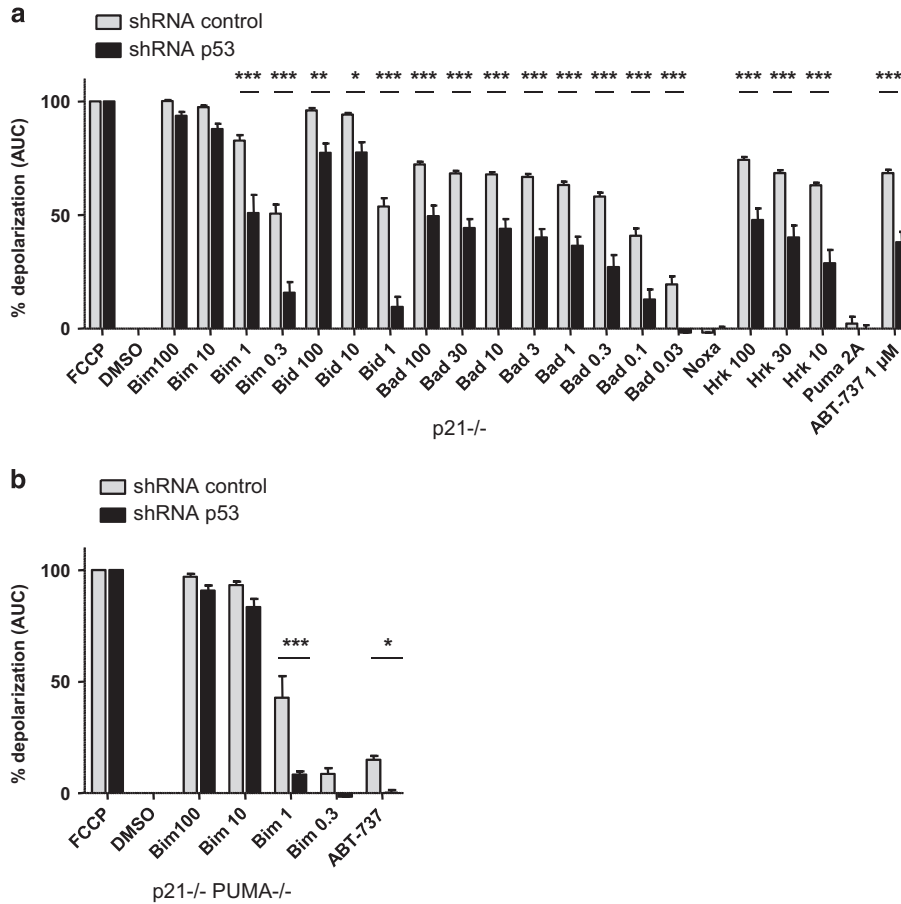 a
shRNA control
shRNA p53
*** *** ** * *** *** *** *** *** *** *** *** *** *** *** *** ***
% depolarization (AUC)
100
50
0
FCCP
DMSO
Bim100
Bim 10
Bim 1
Bim 0.3
Bid 100
Bid 10
Bid 1
Bad 100
Bad 30
Bad 10
Bad 3
Bad 1
Bad 0.3
Bad 0.1
Bad 0.03
Noxa
Hrk 100
Hrk 30
Hrk 10
Puma 2A
ABT-737 1 µM
p21-/-
b
shRNA control
shRNA p53
*** *
% depolarization (AUC)
100
50
0
FCCP
DMSO
Bim100
Bim 10
Bim 1
Bim 0.3
ABT-737
p21-/- PUMA-/-